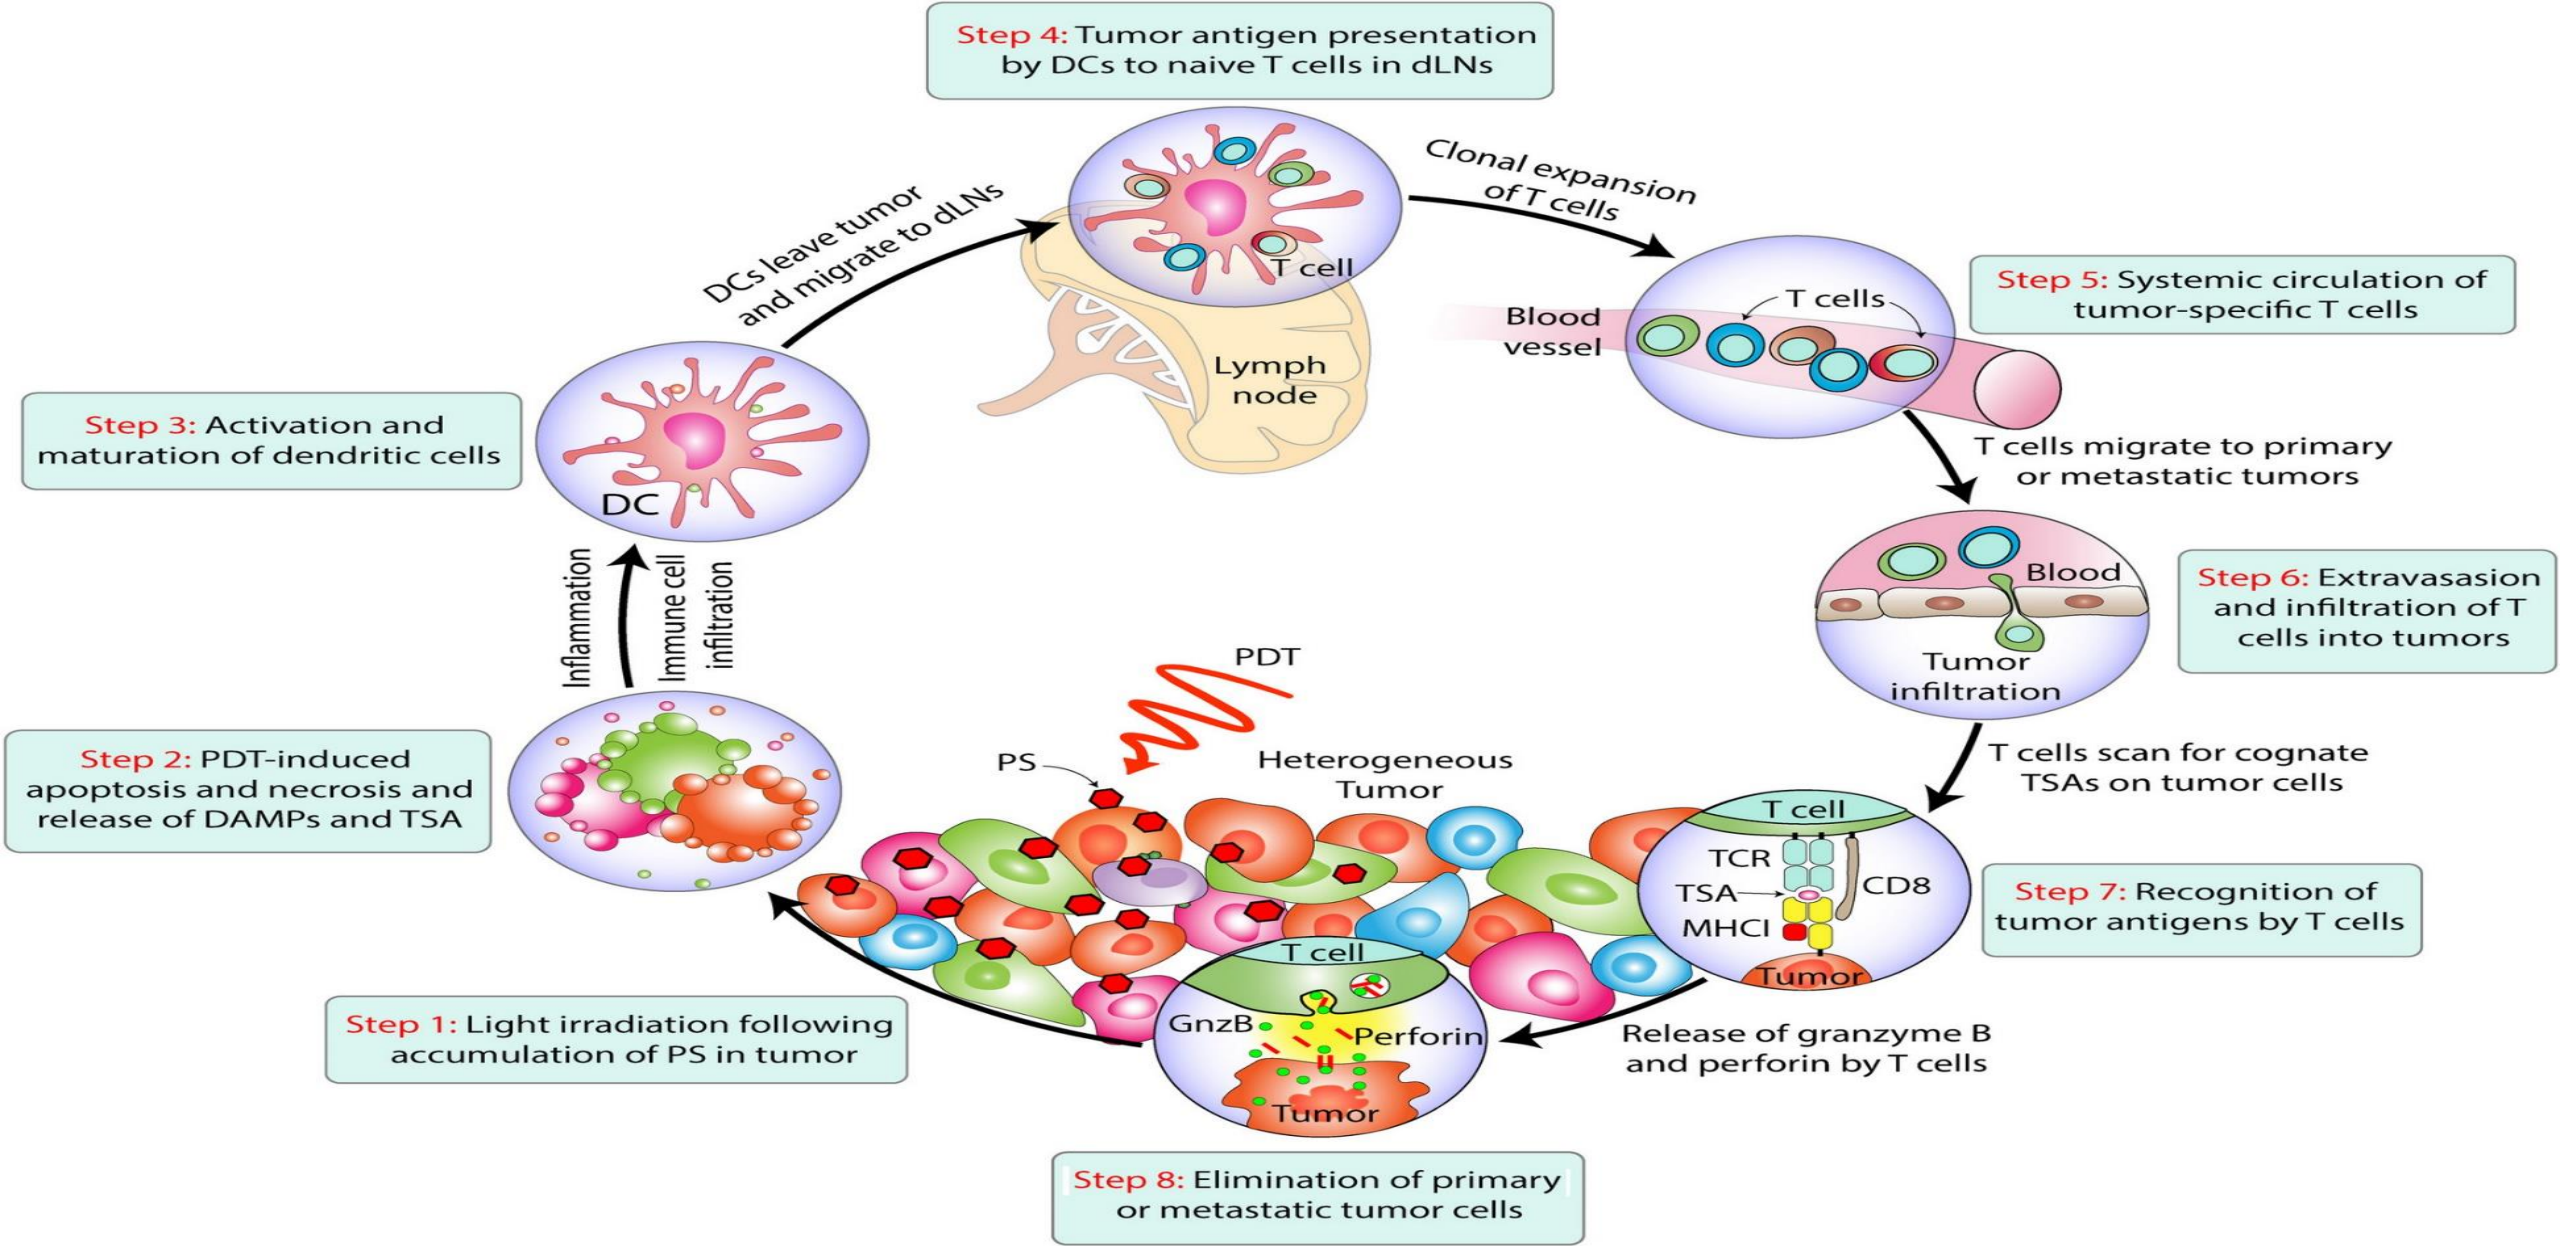 Step 4: Tumor antigen presentation
by DCs to naive T cells in dLNs
Clonal expansion
of T cells
DCs leave tumor
and migrate to dLNs
T cell
Lymph
node
Blood
vessel
T cells
Step 5: Systemic circulation of
tumor-specific T cells
T cells migrate to primary
or metastatic tumors
Step 3: Activation and
maturation of dendritic cells
DC
Inflammation
Immune cell
infiltration
Blood
Tumor
infiltration
Step 6: Extravasasion
and infiltration of T
cells into tumors
T cells scan for cognate
TSAs on tumor cells
Step 2: PDT-induced
apoptosis and necrosis and
release of DAMPs and TSA
PDT
PS
Heterogeneous
Tumor
T cell
TCR
TSA
CD8
MHCI
Tumor
Step 7: Recognition of
tumor antigens by T cells
Release of granzyme B
and perforin by T cells
Step 1: Light irradiation following
accumulation of PS in tumor
T cell
GnzB
Perforin
Tumor
Step 8: Elimination of primary
or metastatic tumor cells